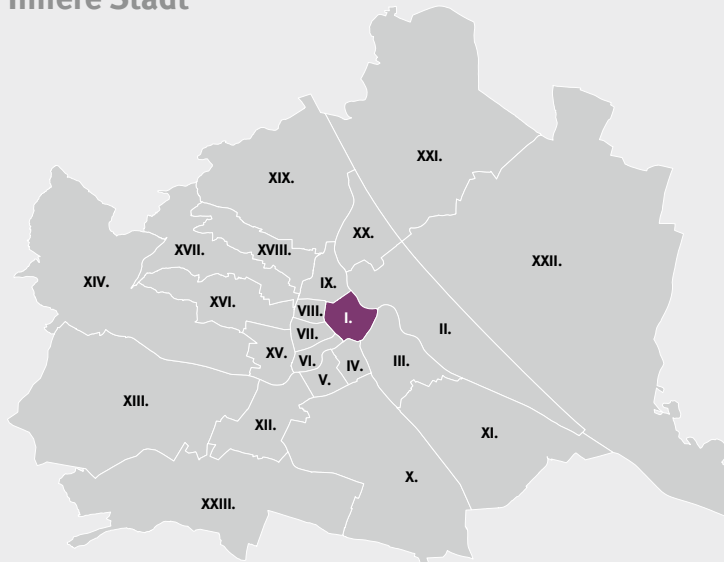 Innere Stadt
XXI.
XIX.
XX.
XVII.
XVIII.
XXII.
XIV.
IX.
XVI.
VIII.
I.
II.
VII.
XV.
VI.
IV.
III.
V.
XIII.
XII.
XI.
X.
XXIII.